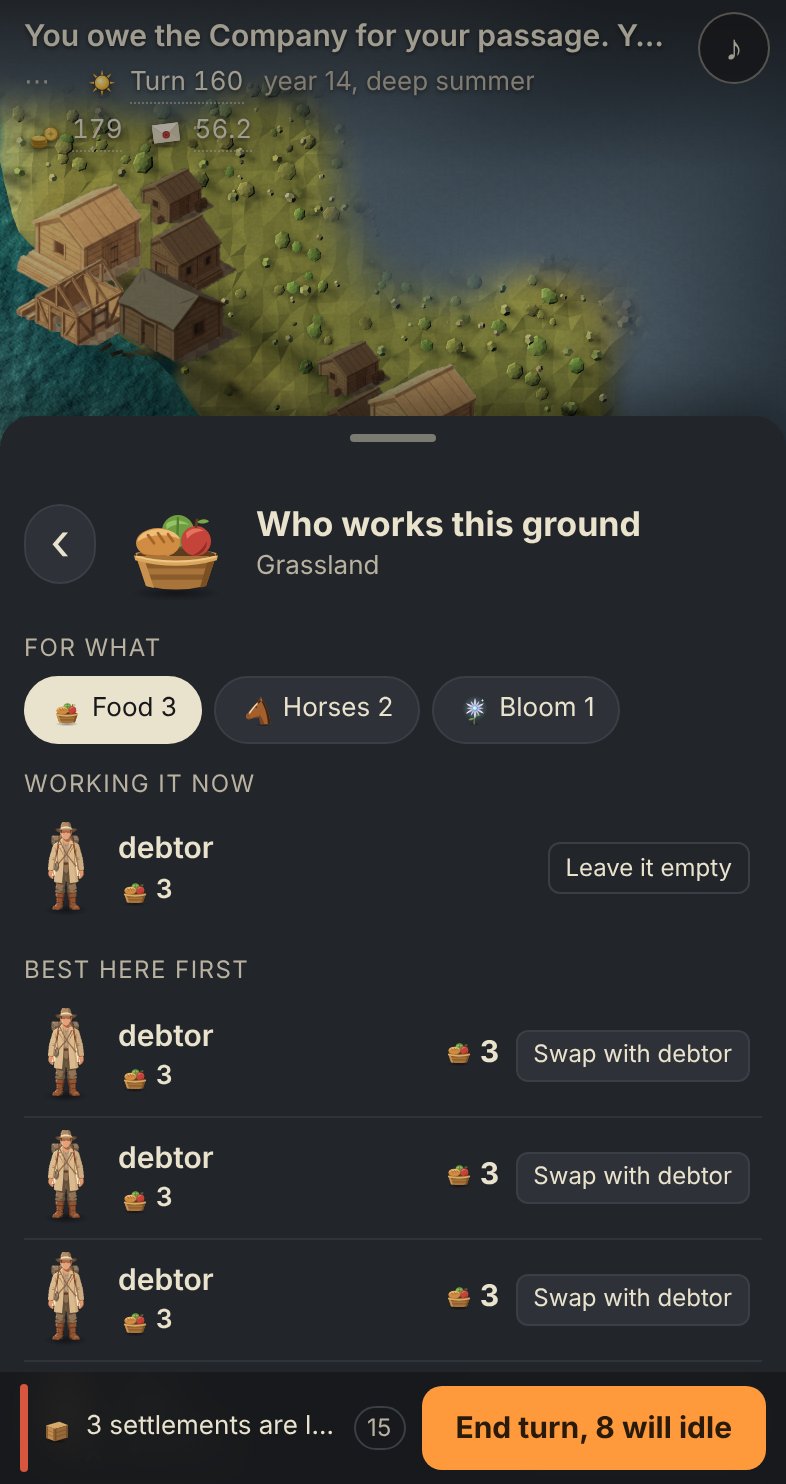 You owe the Company for your passage. Y...
... Turn 160 year 14, deep summer
179 56.2
Who works this ground
Grassland
FOR WHAT
Food 3 Horses 2 Bloom 1
WORKING IT NOW
debtor
3
Leave it empty
BEST HERE FIRST
debtor
3
3 Swap with debtor
debtor
3
3 Swap with debtor
debtor
3
3 Swap with debtor
3 settlements are l... 15 End turn, 8 will idle